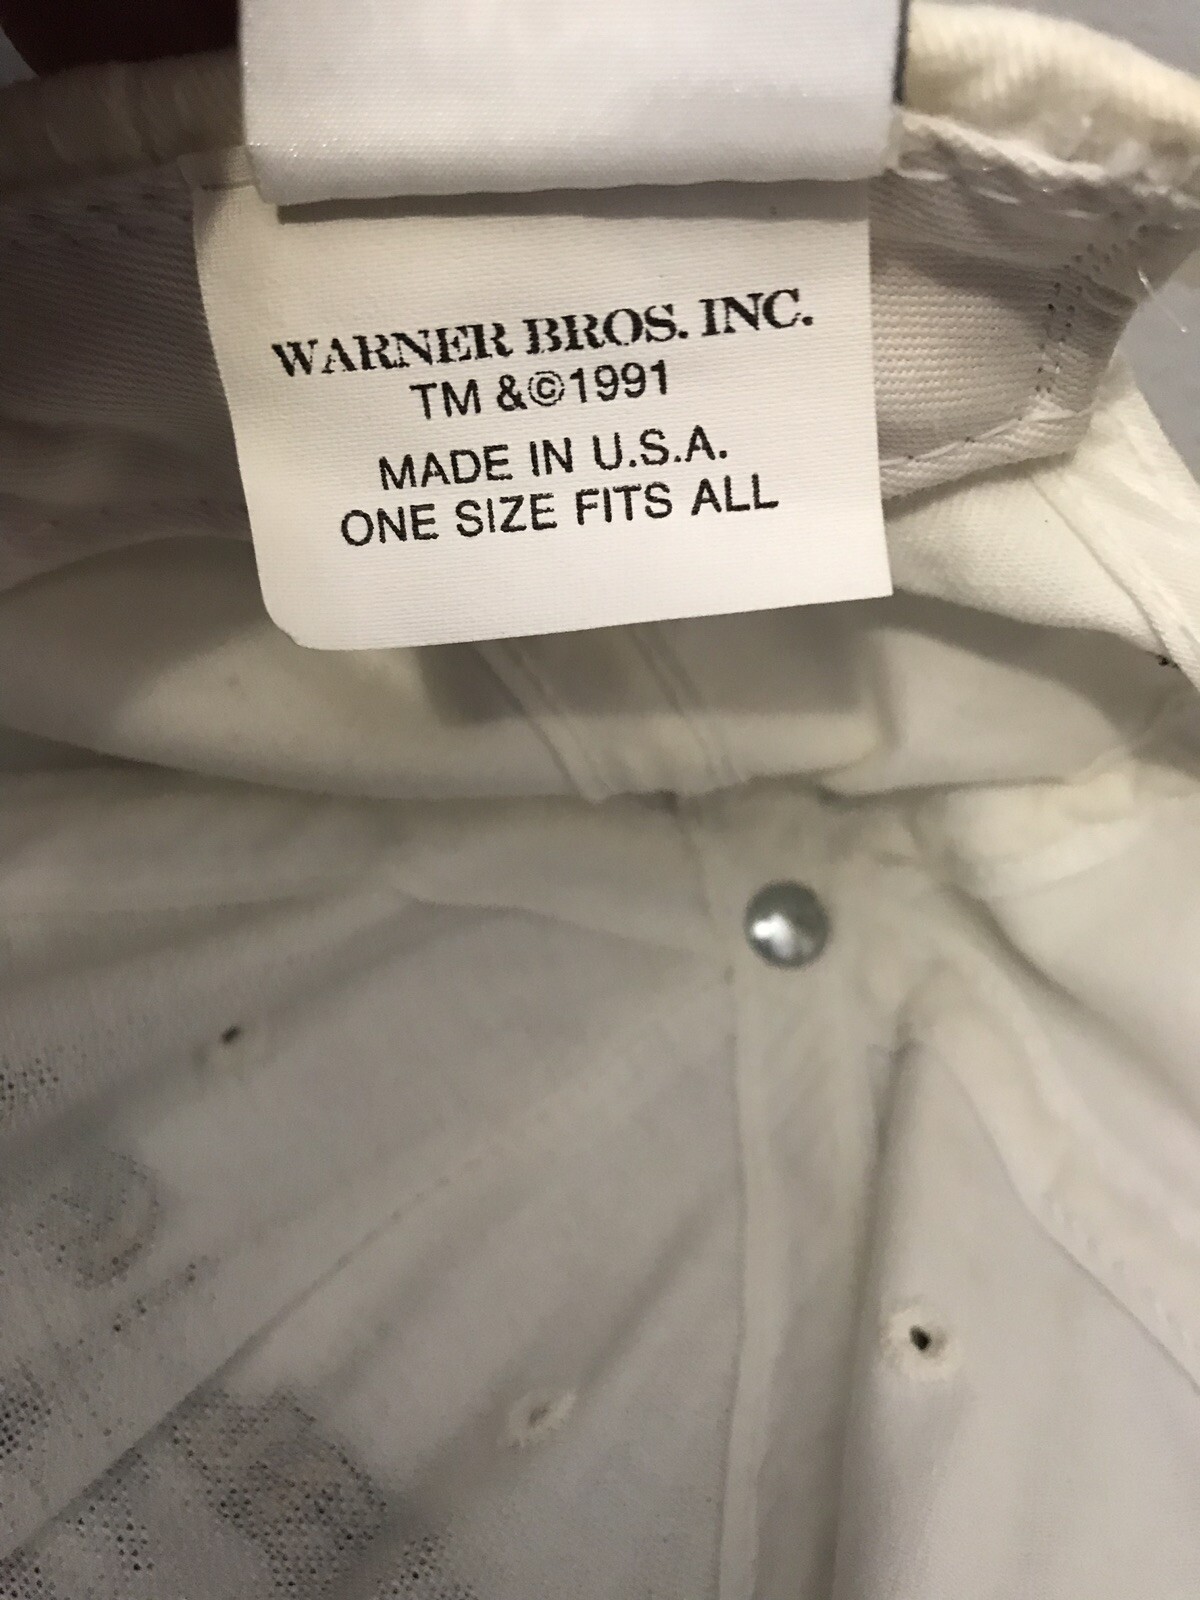 WARNER BROS. INC.
TM &©1991
MADE IN U.S.A.
ONE SIZE FITS ALL